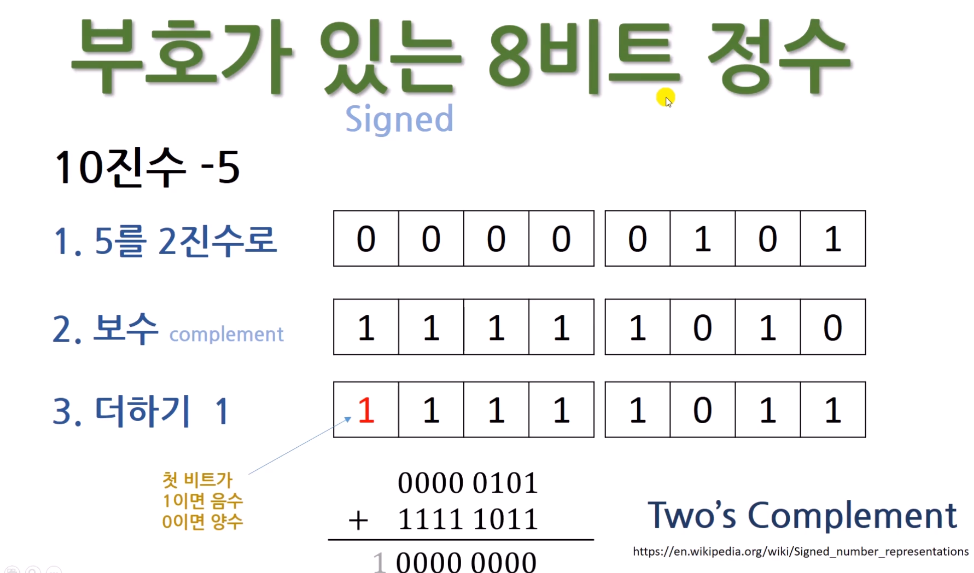 부호가 있는 8비트 정수
Signed
10진수 -5
1. 5를 2진수로 0 0 0 0 0 1 0 1
2. 보수 complement 1 1 1 1 1 0 1 0
3. 더하기 1 1 1 1 1 1 0 1 1
첫 비트가
1이면 음수
0이면 양수
0000 0101
+ 1111 1011
1 0000 0000
Two's Complement
https://en.wikipedia.org/wiki/Signed_number_representations